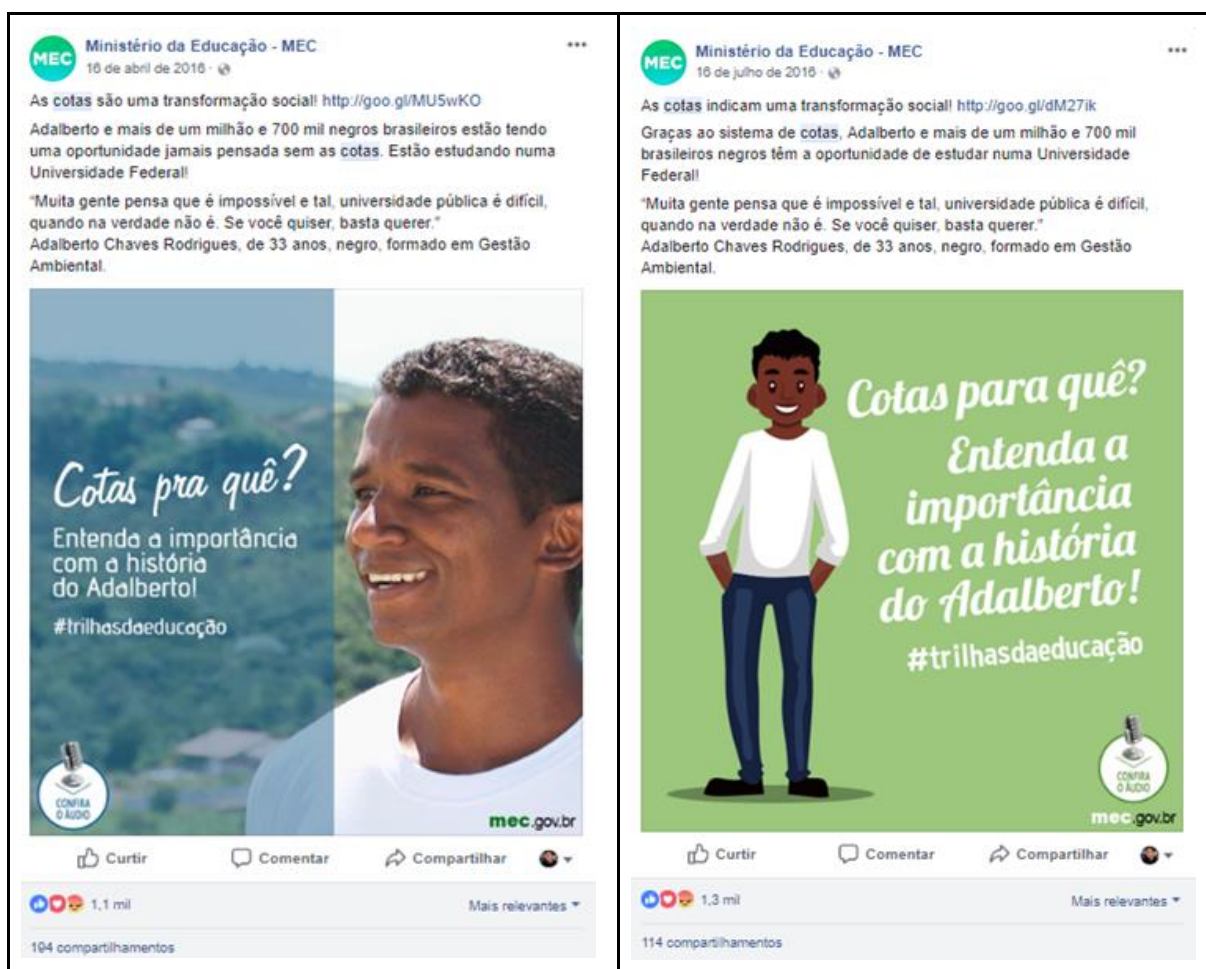 MEC
Ministério da Educação - MEC
16 de abril de 2016 ·
As cotas são uma transformação social! http://goo.gl/MU5wKO
Adalberto e mais de um milhão e 700 mil negros brasileiros estão tendo
uma oportunidade jamais pensada sem as cotas. Estão estudando numa
Universidade Federal!
“Muita gente pensa que é impossível e tal, universidade pública é difícil,
quando na verdade não é. Se você quiser, basta querer.”
Adalberto Chaves Rodrigues, de 33 anos, negro, formado em Gestão
Ambiental.
Cotas pra quê?
Entenda a importância
com a história
do Adalberto!
#trilhasdaeducação
CONFIRA
O ÁUDIO
mec.gov.br
Curtir Comentar Compartilhar
1,1 mil Mais relevantes
194 compartilhamentos
MEC
Ministério da Educação - MEC
16 de julho de 2016 ·
As cotas indicam uma transformação social! http://goo.gl/dM27ik
Graças ao sistema de cotas, Adalberto e mais de um milhão e 700 mil
brasileiros negros têm a oportunidade de estudar numa Universidade
Federal!
“Muita gente pensa que é impossível e tal, universidade pública é difícil,
quando na verdade não é. Se você quiser, basta querer.”
Adalberto Chaves Rodrigues, de 33 anos, negro, formado em Gestão
Ambiental.
Cotas para quê?
Entenda a
importância
com a história
do Adalberto!
#trilhasdaeducação
CONFIRA
O ÁUDIO
mec.gov.br
Curtir Comentar Compartilhar
1,3 mil Mais relevantes
114 compartilhamentos